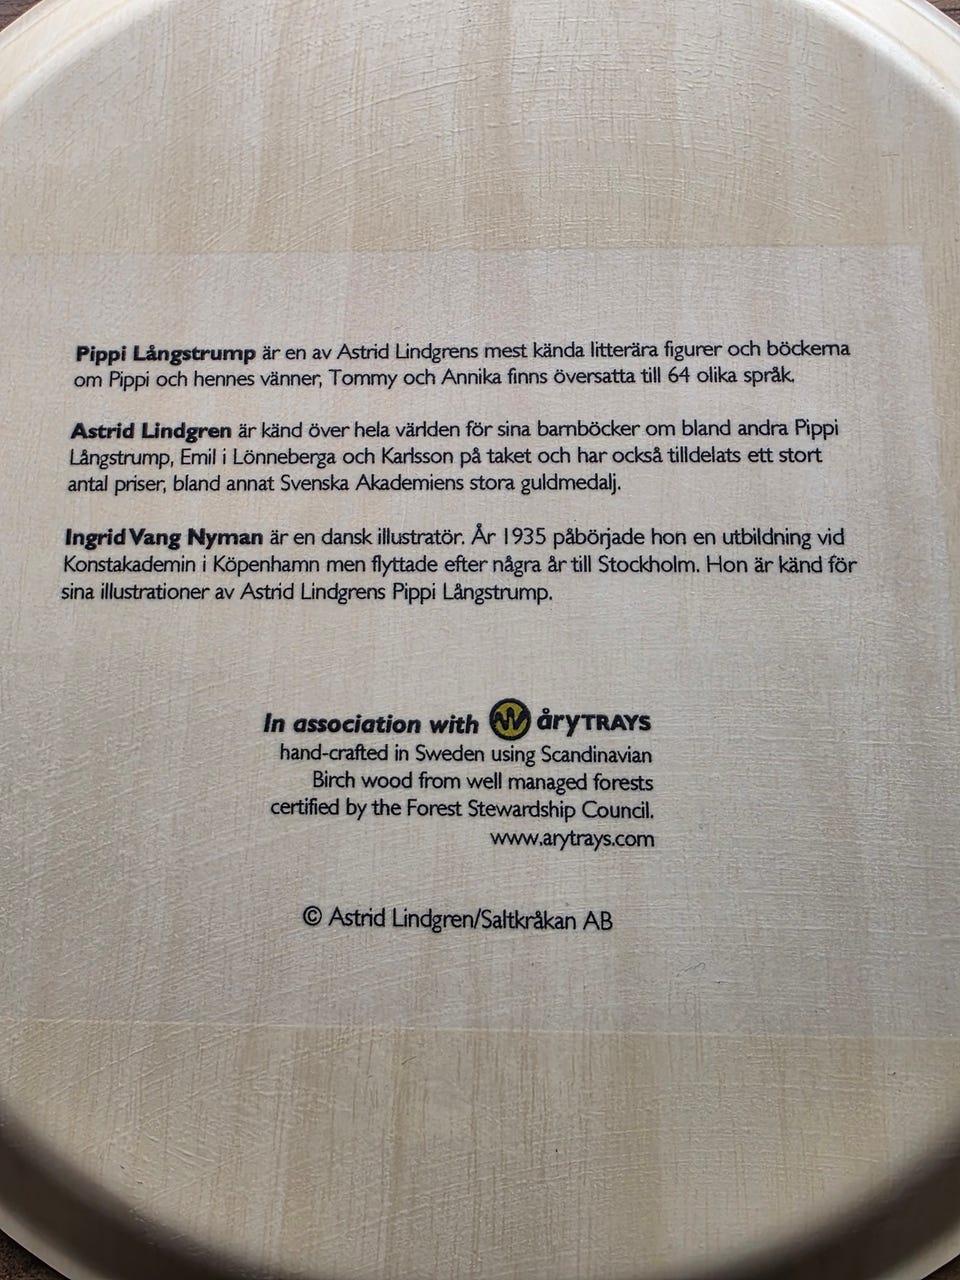 Pippi Långstrump är en av Astrid Lindgrens mest kända litterära figurer och böckerna
om Pippi och hennes vänner, Tommy och Annika finns översatta till 64 olika språk.
Astrid Lindgren är känd över hela världen för sina barnböcker om bland andra Pippi
Långstrump, Emil i Lönneberga och Karlsson på taket och har också tilldelats ett stort
antal priser, bland annat Svenska Akademiens stora guldmedalj.
Ingrid Vang Nyman är en dansk illustratör. År 1935 påbörjade hon en utbildning vid
Konstakademin i Köpenhamn men flyttade efter några år till Stockholm. Hon är känd för
sina illustrationer av Astrid Lindgrens Pippi Långstrump.
In association with åryTRAYS
hand-crafted in Sweden using Scandinavian
Birch wood from well managed forests
certified by the Forest Stewardship Council.
www.arytrays.com
© Astrid Lindgren/Saltkråkan AB